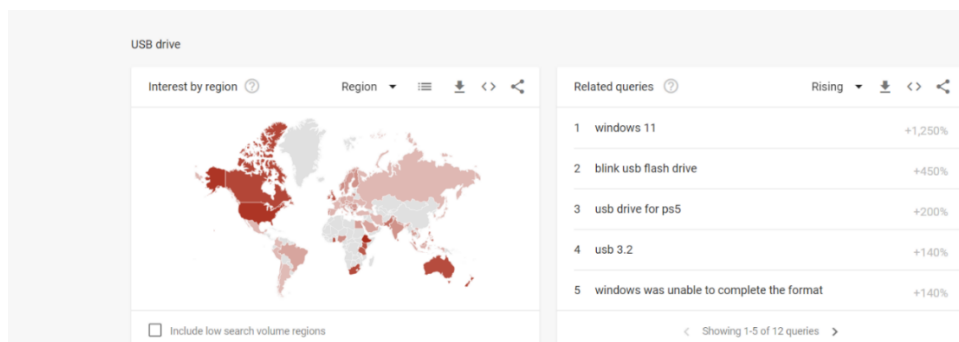 USB drive
Interest by region
Region
Related queries
Rising
1 windows 11 +1,250%
2 blink usb flash drive +450%
3 usb drive for ps5 +200%
4 usb 3.2 +140%
5 windows was unable to complete the format +140%
Include low search volume regions
Showing 1-5 of 12 queries